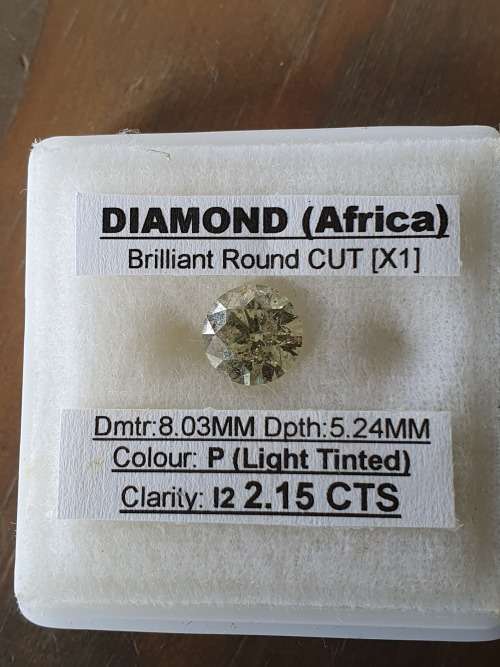 DIAMOND (Africa)
Brilliant Round CUT [X1]
Dmtr:8.03MM Dpth:5.24MM
Colour: P (Light Tinted)
Clarity: I2 2.15 CTS